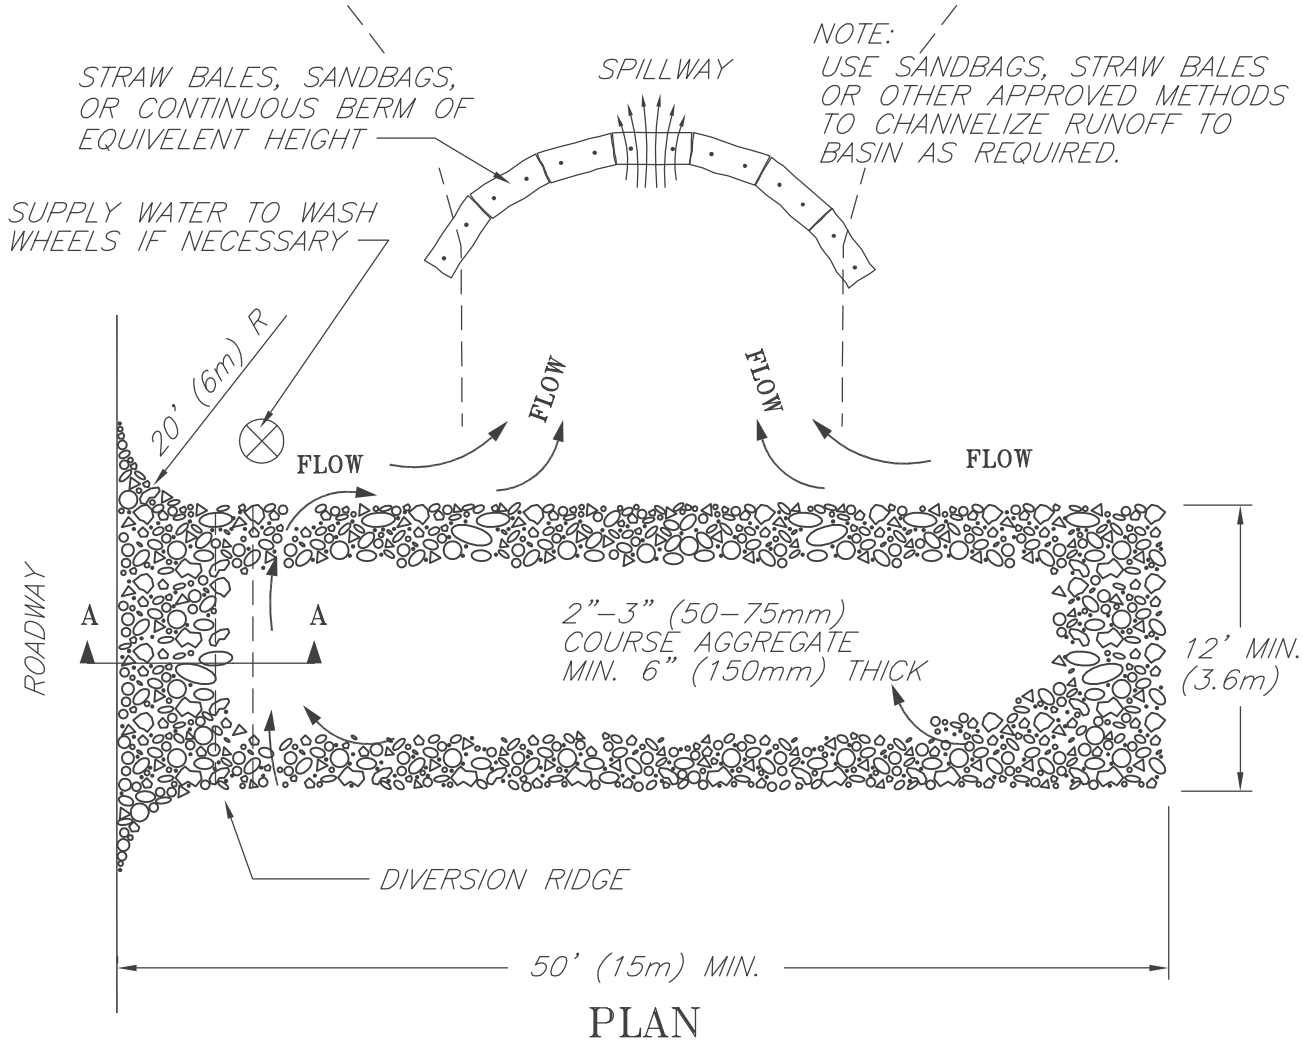 STRAW BALES, SANDBAGS,
OR CONTINUOUS BERM OF
EQUIVELENT HEIGHT
SPILLWAY
NOTE:
USE SANDBAGS, STRAW BALES
OR OTHER APPROVED METHODS
TO CHANNELIZE RUNOFF TO
BASIN AS REQUIRED.
SUPPLY WATER TO WASH
WHEELS IF NECESSARY
20' (6m) R
FLOW
FLOW
FLOW
FLOW
ROADWAY
A
A
2"-3" (50-75mm)
COURSE AGGREGATE
MIN. 6" (150mm) THICK
12' MIN.
(3.6m)
DIVERSION RIDGE
50' (15m) MIN.
PLAN